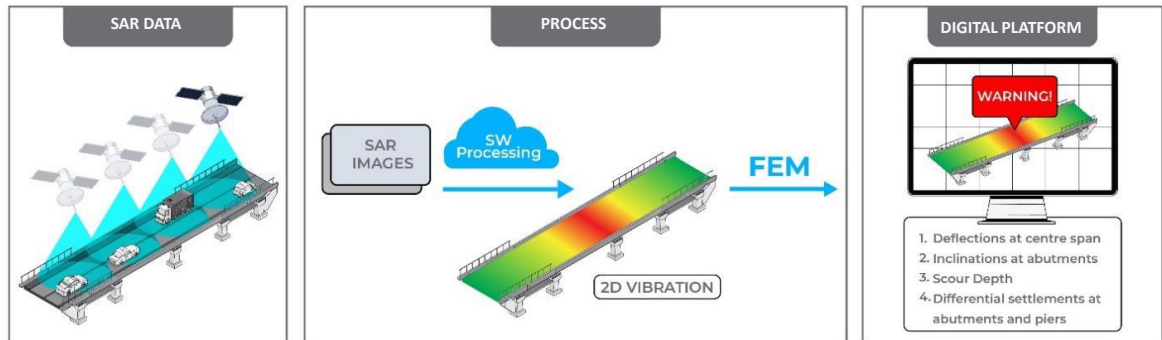 SAR DATA
PROCESS
SAR
IMAGES
SW
Processing
2D VIBRATION
FEM
DIGITAL PLATFORM
WARNING!
1. Deflections at centre span
2. Inclinations at abutments
3. Scour Depth
4. Differential settlements at
abutments and piers